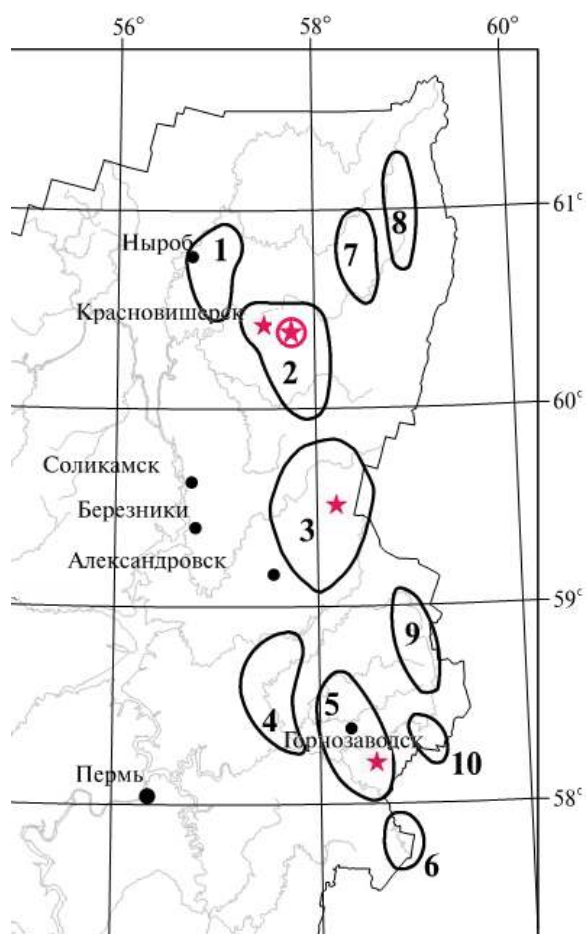 56° 58° 60°
61°
8
Ныроб 1
7
Красновишерск
2
60°
Соликамск
Березники
3
Александровск
59°
9
5
4
Горнозаводск
10
Пермь
58°
6